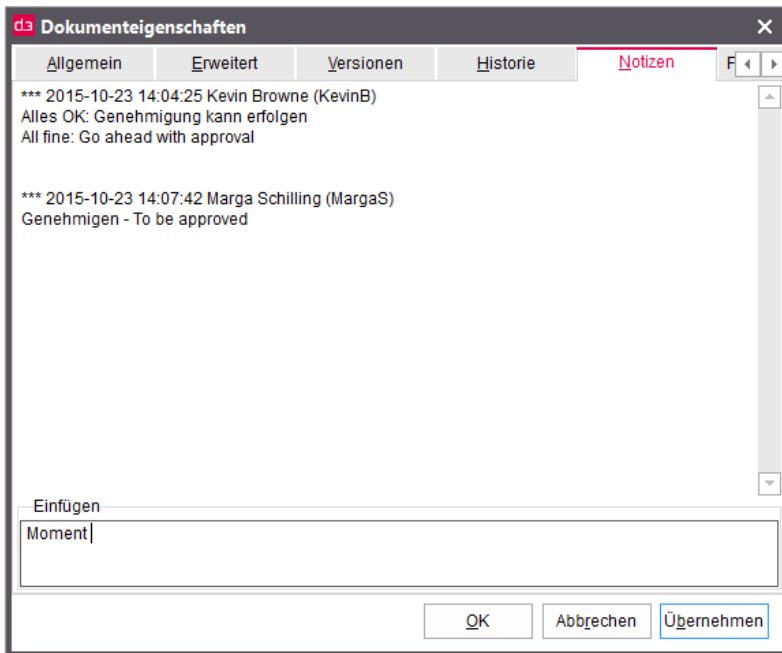 d3 Dokumenteigenschaften
Allgemein Erweitert Versionen Historie Notizen F
*** 2015-10-23 14:04:25 Kevin Browne (KevinB)
Alles OK: Genehmigung kann erfolgen
All fine: Go ahead with approval
*** 2015-10-23 14:07:42 Marga Schilling (MargaS)
Genehmigen - To be approved
Einfügen
Moment
OK Abbrechen Übernehmen